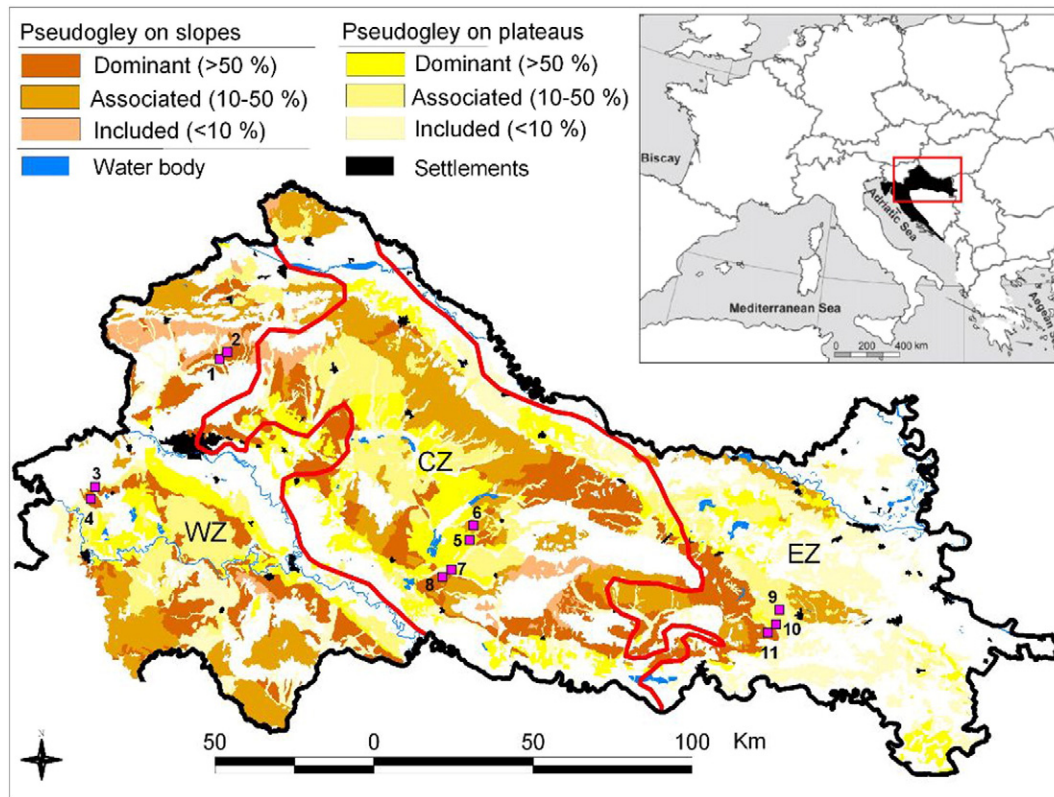 Pseudogley on slopes
Dominant (>50 %)
Associated (10-50 %)
Included (<10 %)
Water body
Pseudogley on plateaus
Dominant (>50 %)
Associated (10-50 %)
Included (<10 %)
Settlements
Biscay
Adriatic Sea
Mediterranean Sea
0 200 400 km
2
1
3
4
WZ
CZ
6
5
7
8
EZ
9
10
11
N
50 0 50 100 Km